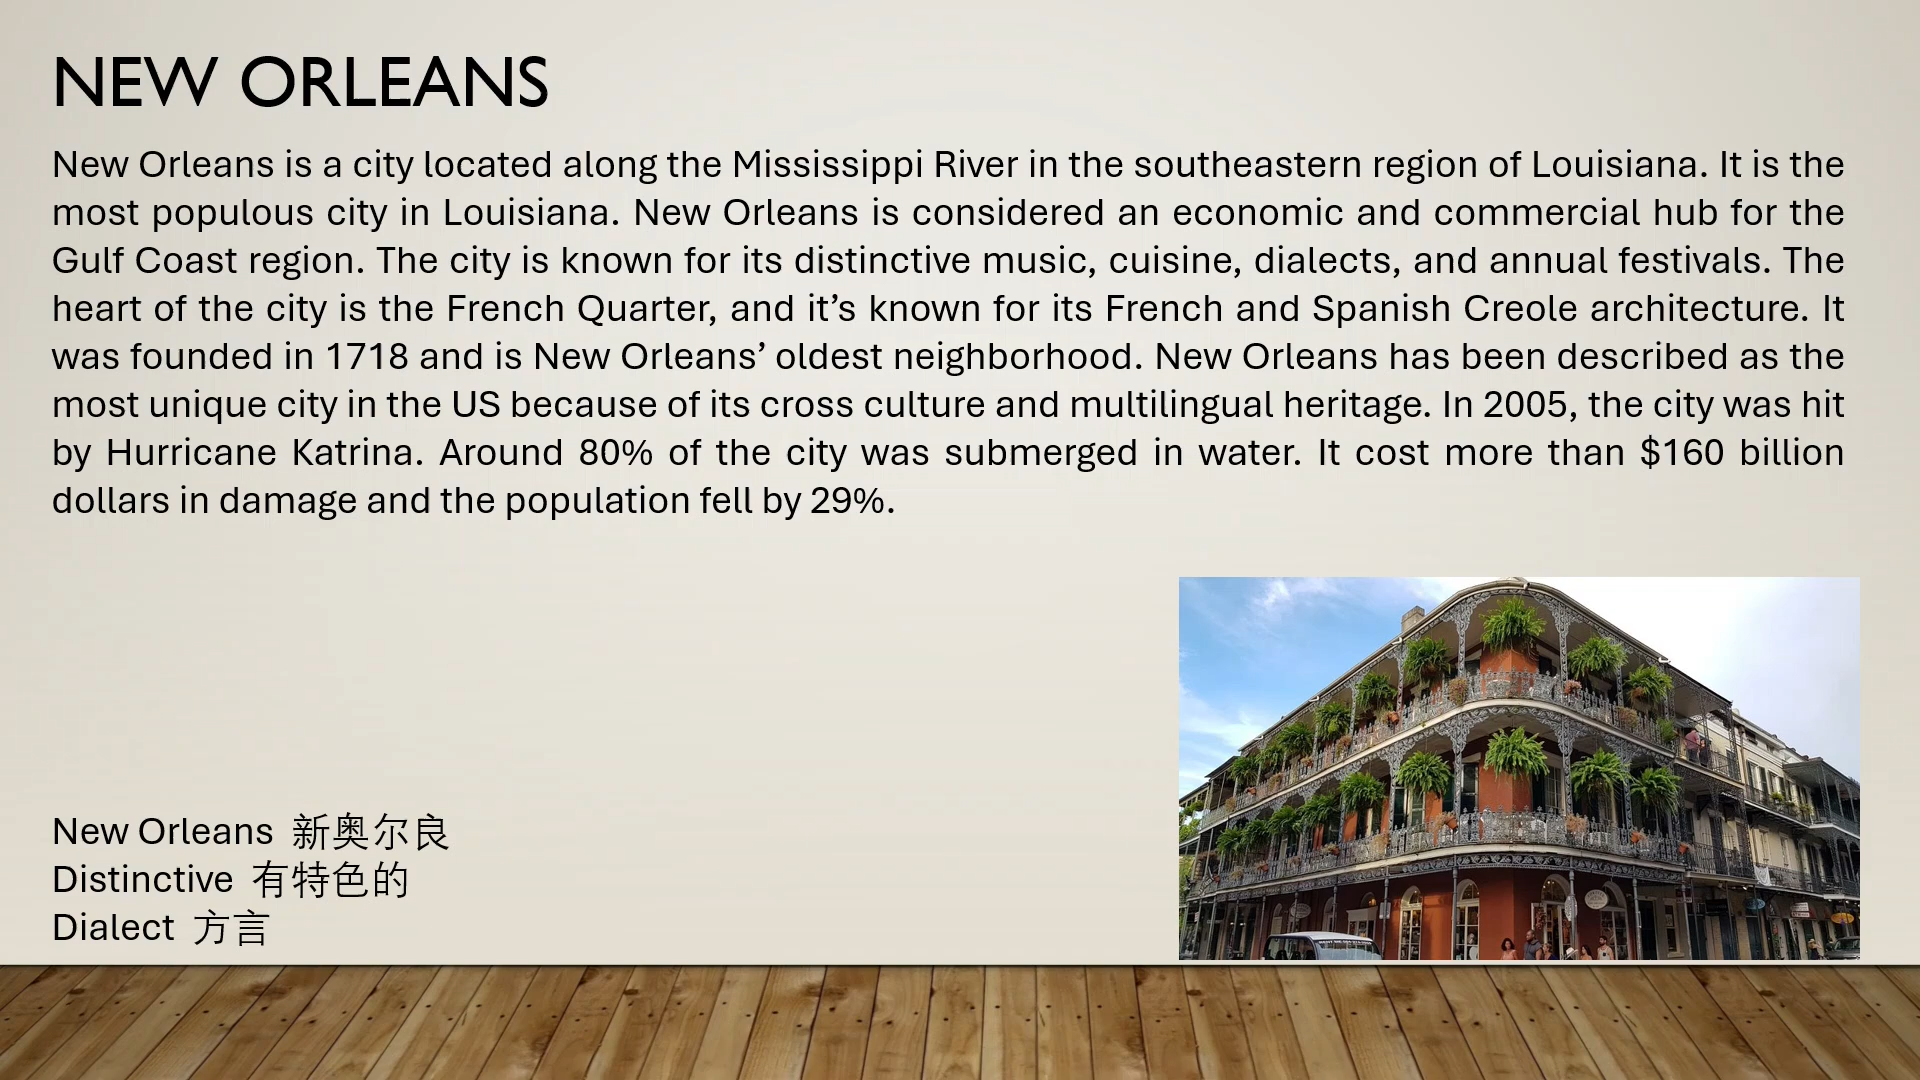 NEW ORLEANS
New Orleans is a city located along the Mississippi River in the southeastern region of Louisiana. It is the
most populous city in Louisiana. New Orleans is considered an economic and commercial hub for the
Gulf Coast region. The city is known for its distinctive music, cuisine, dialects, and annual festivals. The
heart of the city is the French Quarter, and it’s known for its French and Spanish Creole architecture. It
was founded in 1718 and is New Orleans’ oldest neighborhood. New Orleans has been described as the
most unique city in the US because of its cross culture and multilingual heritage. In 2005, the city was hit
by Hurricane Katrina. Around 80% of the city was submerged in water. It cost more than $160 billion
dollars in damage and the population fell by 29%.
New Orleans 新奥尔良
Distinctive 有特色的
Dialect 方言